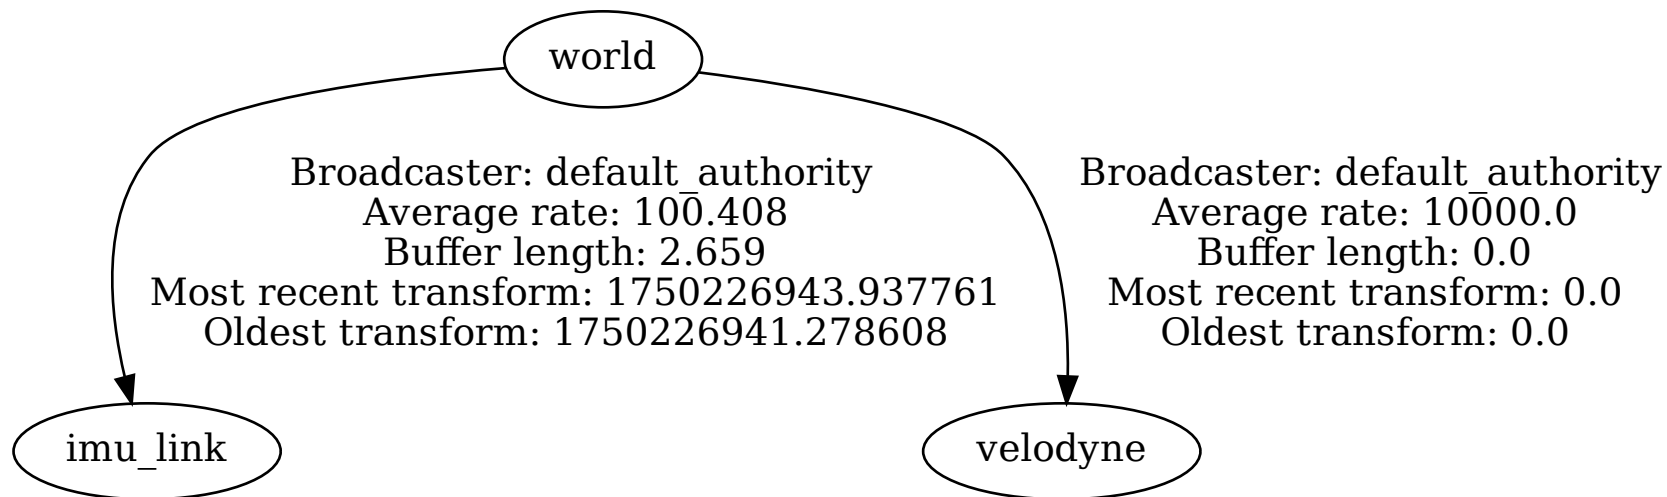 world
Broadcaster: default_authority
Average rate: 100.408
Buffer length: 2.659
Most recent transform: 1750226943.937761
Oldest transform: 1750226941.278608
Broadcaster: default_authority
Average rate: 10000.0
Buffer length: 0.0
Most recent transform: 0.0
Oldest transform: 0.0
imu_link
velodyne